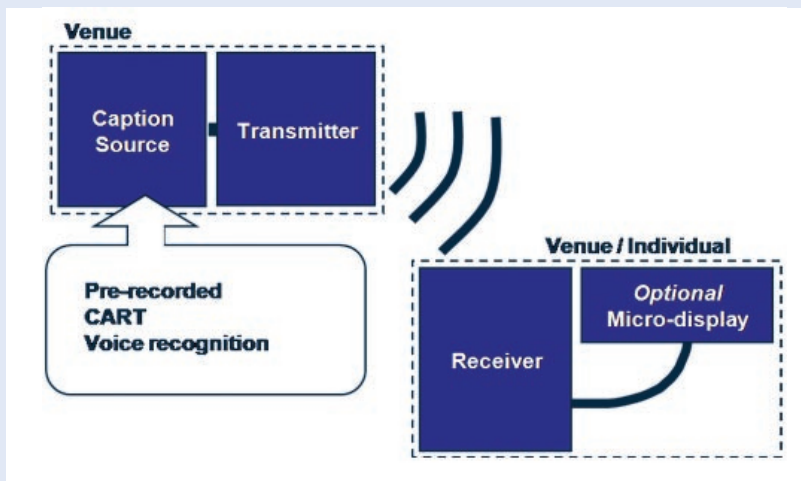 Venue
Caption
Source
Transmitter
Pre-recorded
CART
Voice recognition
Venue / Individual
Receiver
Optional
Micro-display